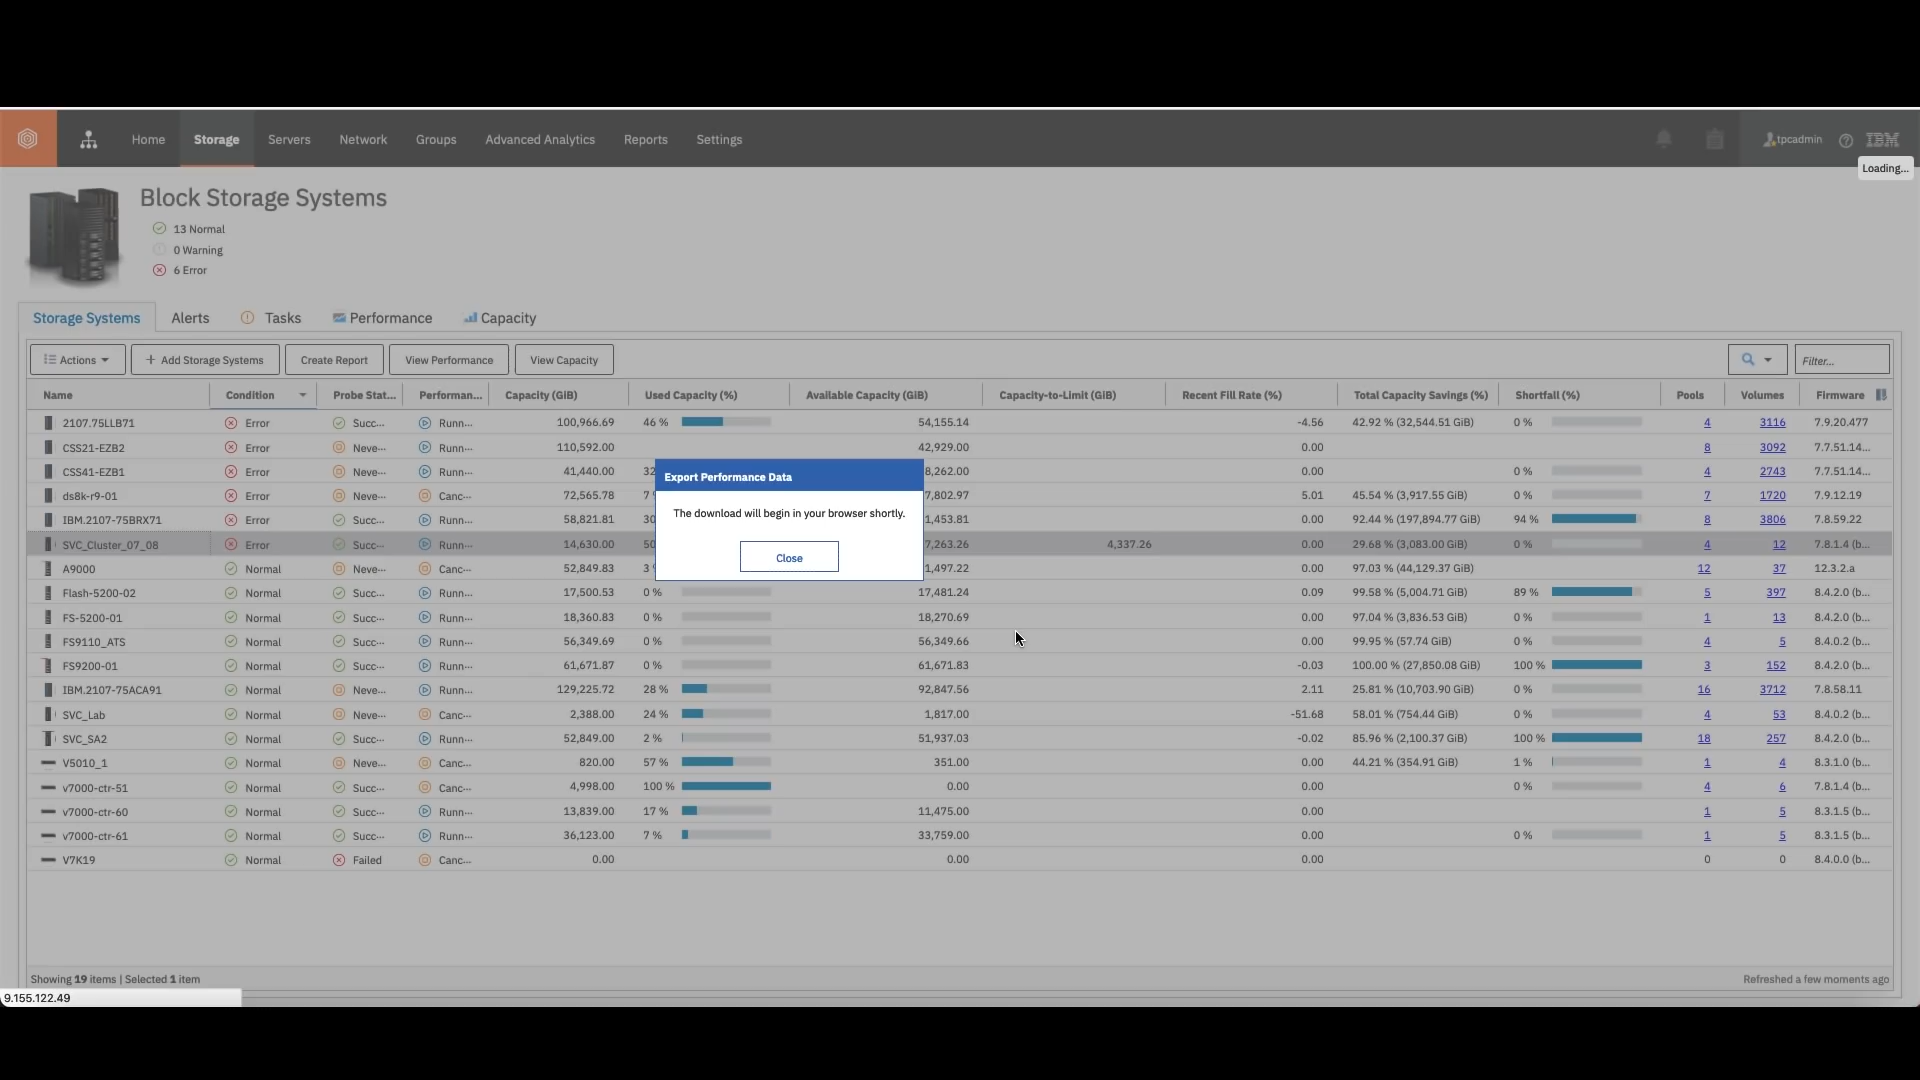 Home Storage Servers Network Groups Advanced Analytics Reports Settings tpcadmin IBM
Loading...
Block Storage Systems
13 Normal
0 Warning
6 Error
Storage Systems Alerts Tasks Performance Capacity
Actions + Add Storage Systems Create Report View Performance View Capacity Filter...
Name Condition Probe Stat... Performan... Capacity (GiB) Used Capacity (%) Available Capacity (GiB) Capacity-to-Limit (GiB) Recent Fill Rate (%) Total Capacity Savings (%) Shortfall (%) Pools Volumes Firmware
2107.75LLB71 Error Succ... Runn... 100,966.69 46 % 54,155.14 -4.56 42.92 % (32,544.51 GiB) 0 % 4 3116 7.9.20.477
CSS21-EZB2 Error Neve... Runn... 110,592.00 42,929.00 0.00 8 3092 7.7.51.14...
CSS41-EZB1 Error Neve... Runn... 41,440.00 32 8,262.00 0.00 0 % 4 2743 7.7.51.14...
ds8k-r9-01 Error Neve... Canc... 72,565.78 7 7,802.97 5.01 45.54 % (3,917.55 GiB) 0 % 7 1720 7.9.12.19
IBM.2107-75BRX71 Error Succ... Runn... 58,821.81 30 1,453.81 0.00 92.44 % (197,894.77 GiB) 94 % 8 3806 7.8.59.22
SVC_Cluster_07_08 Error Succ... Runn... 14,630.00 50 7,263.26 4,337.26 0.00 29.68 % (3,083.00 GiB) 0 % 4 12 7.8.1.4 (b...
A9000 Normal Neve... Canc... 52,849.83 3 1,497.22 0.00 97.03 % (44,129.37 GiB) 12 37 12.3.2.a
Flash-5200-02 Normal Succ... Runn... 17,500.53 0 % 17,481.24 0.09 99.58 % (5,004.71 GiB) 89 % 5 397 8.4.2.0 (b...
FS-5200-01 Normal Succ... Runn... 18,360.83 0 % 18,270.69 0.00 97.04 % (3,836.53 GiB) 0 % 1 13 8.4.2.0 (b...
FS9110_ATS Normal Succ... Runn... 56,349.69 0 % 56,349.66 0.00 99.95 % (57.74 GiB) 0 % 4 5 8.4.0.2 (b...
FS9200-01 Normal Succ... Runn... 61,671.87 0 % 61,671.83 -0.03 100.00 % (27,850.08 GiB) 100 % 3 152 8.4.2.0 (b...
IBM.2107-75ACA91 Normal Neve... Runn... 129,225.72 28 % 92,847.56 2.11 25.81 % (10,703.90 GiB) 0 % 16 3712 7.8.58.11
SVC_Lab Normal Neve... Canc... 2,388.00 24 % 1,817.00 -51.68 58.01 % (754.44 GiB) 0 % 4 53 8.4.0.2 (b...
SVC_SA2 Normal Succ... Runn... 52,849.00 2 % 51,937.03 -0.02 85.96 % (2,100.37 GiB) 100 % 18 257 8.4.2.0 (b...
V5010_1 Normal Neve... Canc... 820.00 57 % 351.00 0.00 44.21 % (354.91 GiB) 1 % 1 4 8.3.1.0 (b...
v7000-ctr-51 Normal Succ... Canc... 4,998.00 100 % 0.00 0.00 0 % 4 6 7.8.1.4 (b...
v7000-ctr-60 Normal Succ... Runn... 13,839.00 17 % 11,475.00 0.00 1 5 8.3.1.5 (b...
v7000-ctr-61 Normal Succ... Runn... 36,123.00 7 % 33,759.00 0.00 0 % 1 5 8.3.1.5 (b...
V7K19 Normal Failed Canc... 0.00 0.00 0.00 0 0 8.4.0.0 (b...
Export Performance Data
The download will begin in your browser shortly.
Close
Showing 19 items | Selected 1 item Refreshed a few moments ago
9.155.122.49